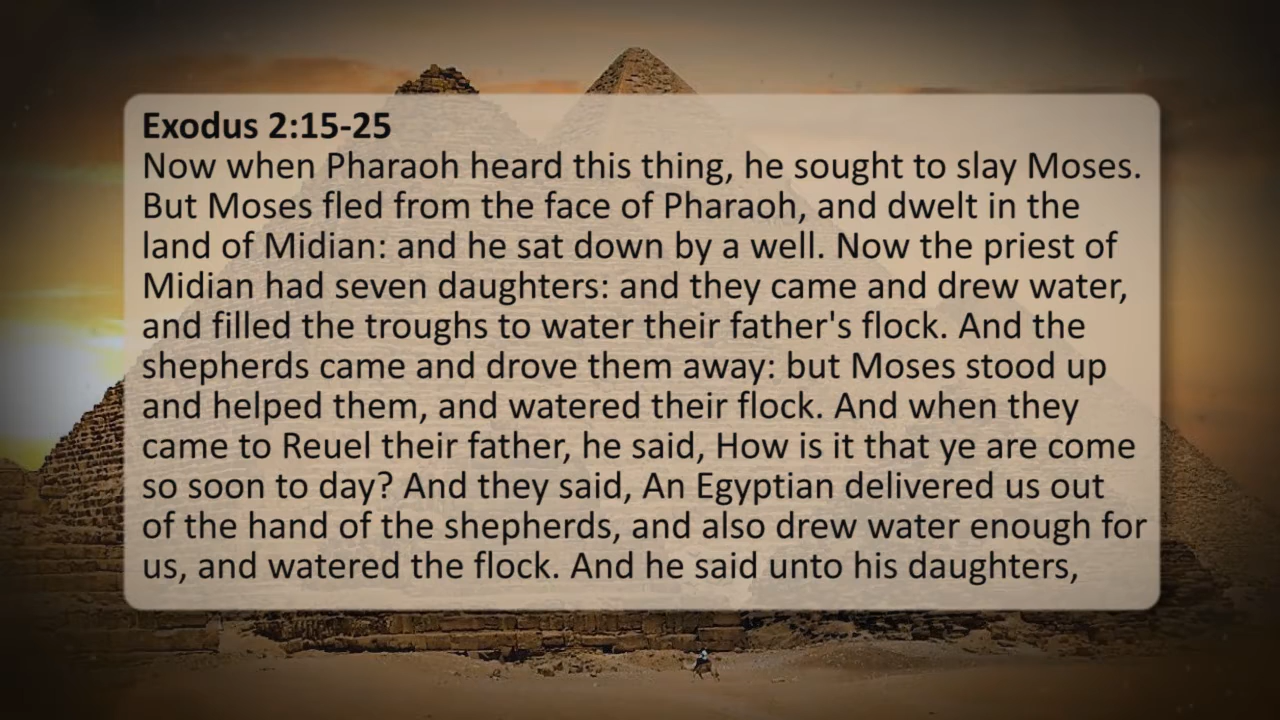 Exodus 2:15-25
Now when Pharaoh heard this thing, he sought to slay Moses.
But Moses fled from the face of Pharaoh, and dwelt in the
land of Midian: and he sat down by a well. Now the priest of
Midian had seven daughters: and they came and drew water,
and filled the troughs to water their father's flock. And the
shepherds came and drove them away: but Moses stood up
and helped them, and watered their flock. And when they
came to Reuel their father, he said, How is it that ye are come
so soon to day? And they said, An Egyptian delivered us out
of the hand of the shepherds, and also drew water enough for
us, and watered the flock. And he said unto his daughters,